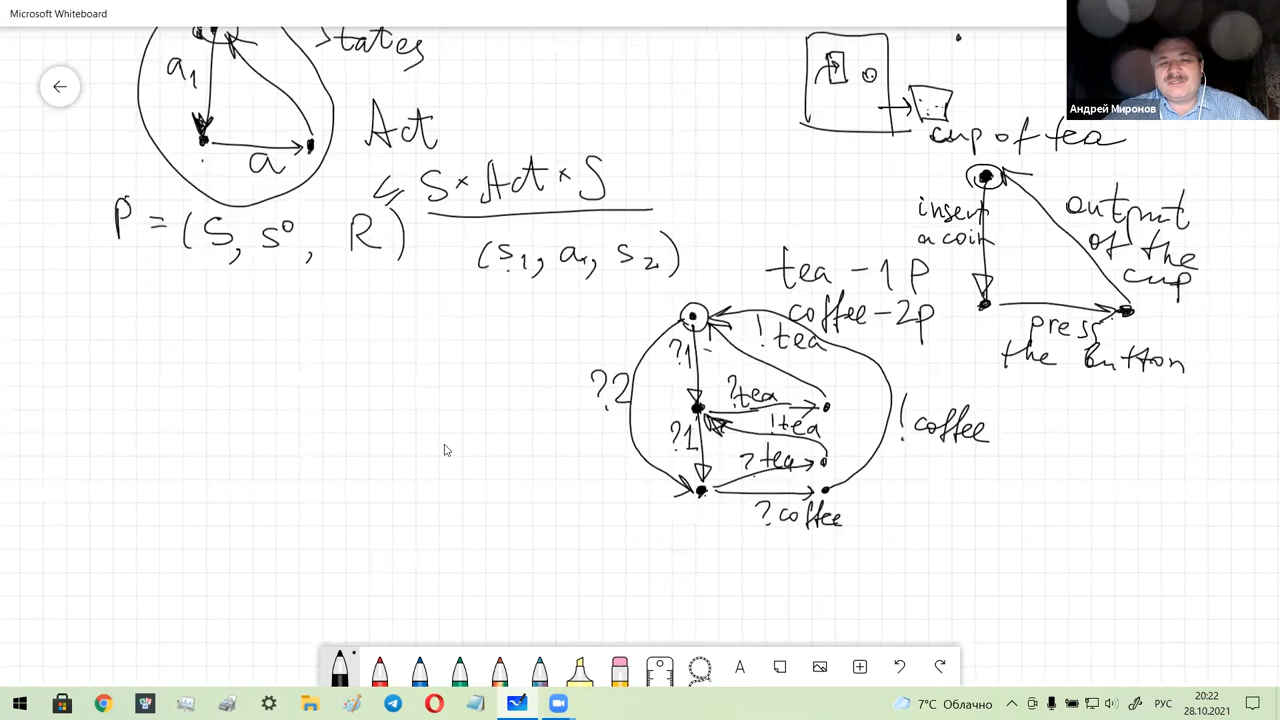 Microsoft Whiteboard
States
a₁
a
Act
S × Act × S
P = (S, s⁰, R)
(s₁, a₁, s₂)
Андрей Миронов
cup of tea
insert
a coin
output
of the
cup
press
the button
tea - 1 P
coffee - 2p
!tea
?1
?2
?tea
!tea
?1
?tea
!coffee
?coffee
A
7°C Облачно
РУС
20:22
28.10.2021